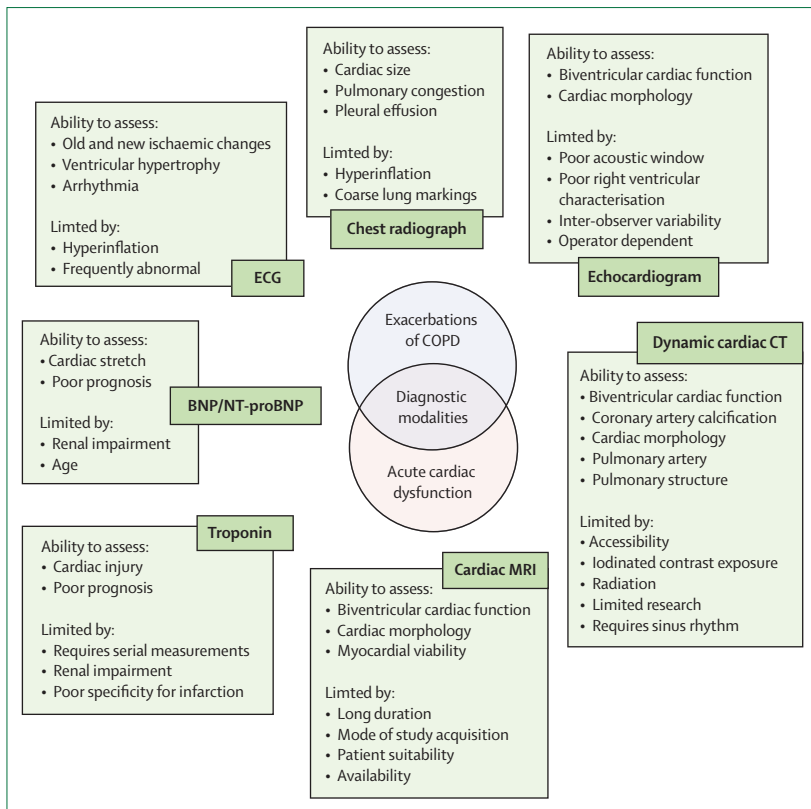 Ability to assess:
• Old and new ischaemic changes
• Ventricular hypertrophy
• Arrhythmia
Limted by:
• Hyperinflation
• Frequently abnormal
ECG
Ability to assess:
• Cardiac size
• Pulmonary congestion
• Pleural effusion
Limted by:
• Hyperinflation
• Coarse lung markings
Chest radiograph
Ability to assess:
• Biventricular cardiac function
• Cardiac morphology
Limted by:
• Poor acoustic window
• Poor right ventricular
characterisation
• Inter-observer variability
• Operator dependent
Echocardiogram
Exacerbations
of COPD
Diagnostic
modalities
Acute cardiac
dysfunction
Ability to assess:
• Cardiac stretch
• Poor prognosis
Limited by:
• Renal impairment
• Age
BNP/NT-proBNP
Dynamic cardiac CT
Ability to assess:
• Biventricular cardiac function
• Coronary artery calcification
• Cardiac morphology
• Pulmonary artery
• Pulmonary structure
Limited by:
• Accessibility
• Iodinated contrast exposure
• Radiation
• Limited research
• Requires sinus rhythm
Troponin
Ability to assess:
• Cardiac injury
• Poor prognosis
Limited by:
• Requires serial measurements
• Renal impairment
• Poor specificity for infarction
Cardiac MRI
Ability to assess:
• Biventricular cardiac function
• Cardiac morphology
• Myocardial viability
Limted by:
• Long duration
• Mode of study acquisition
• Patient suitability
• Availability